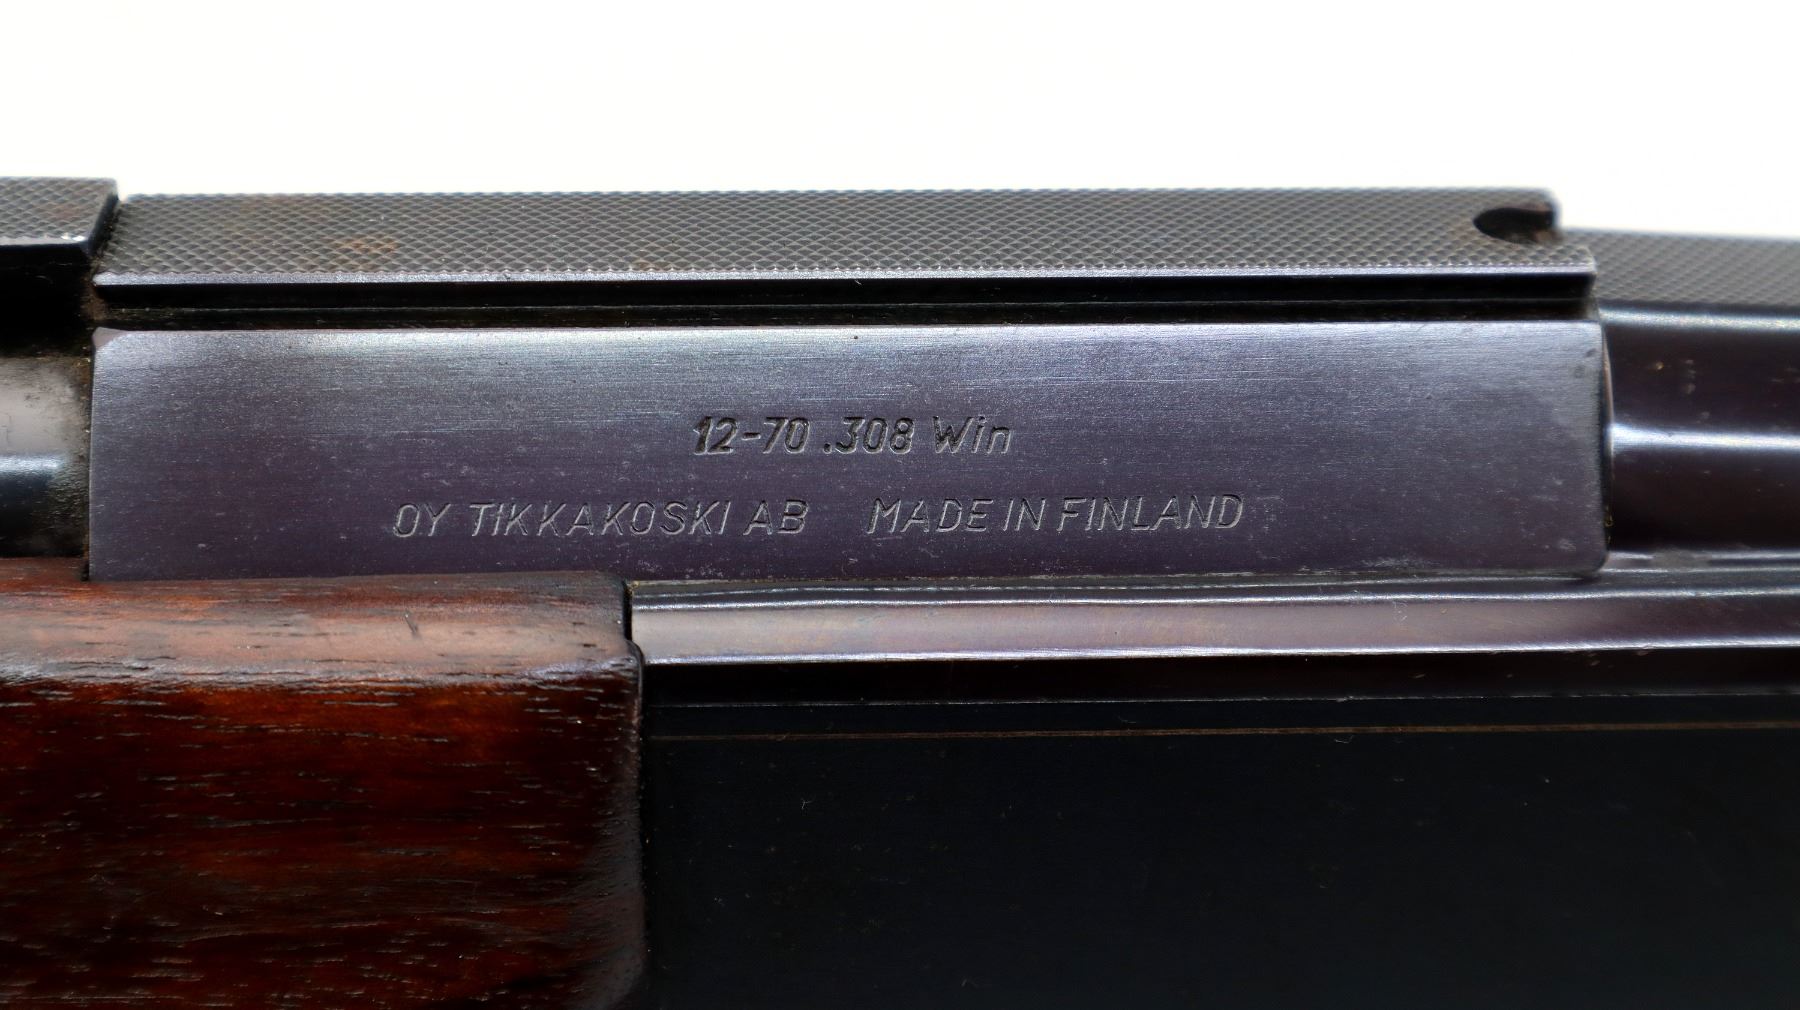 12-70 .308 Win
OY TIKKAKOSKI AB MADE IN FINLAND